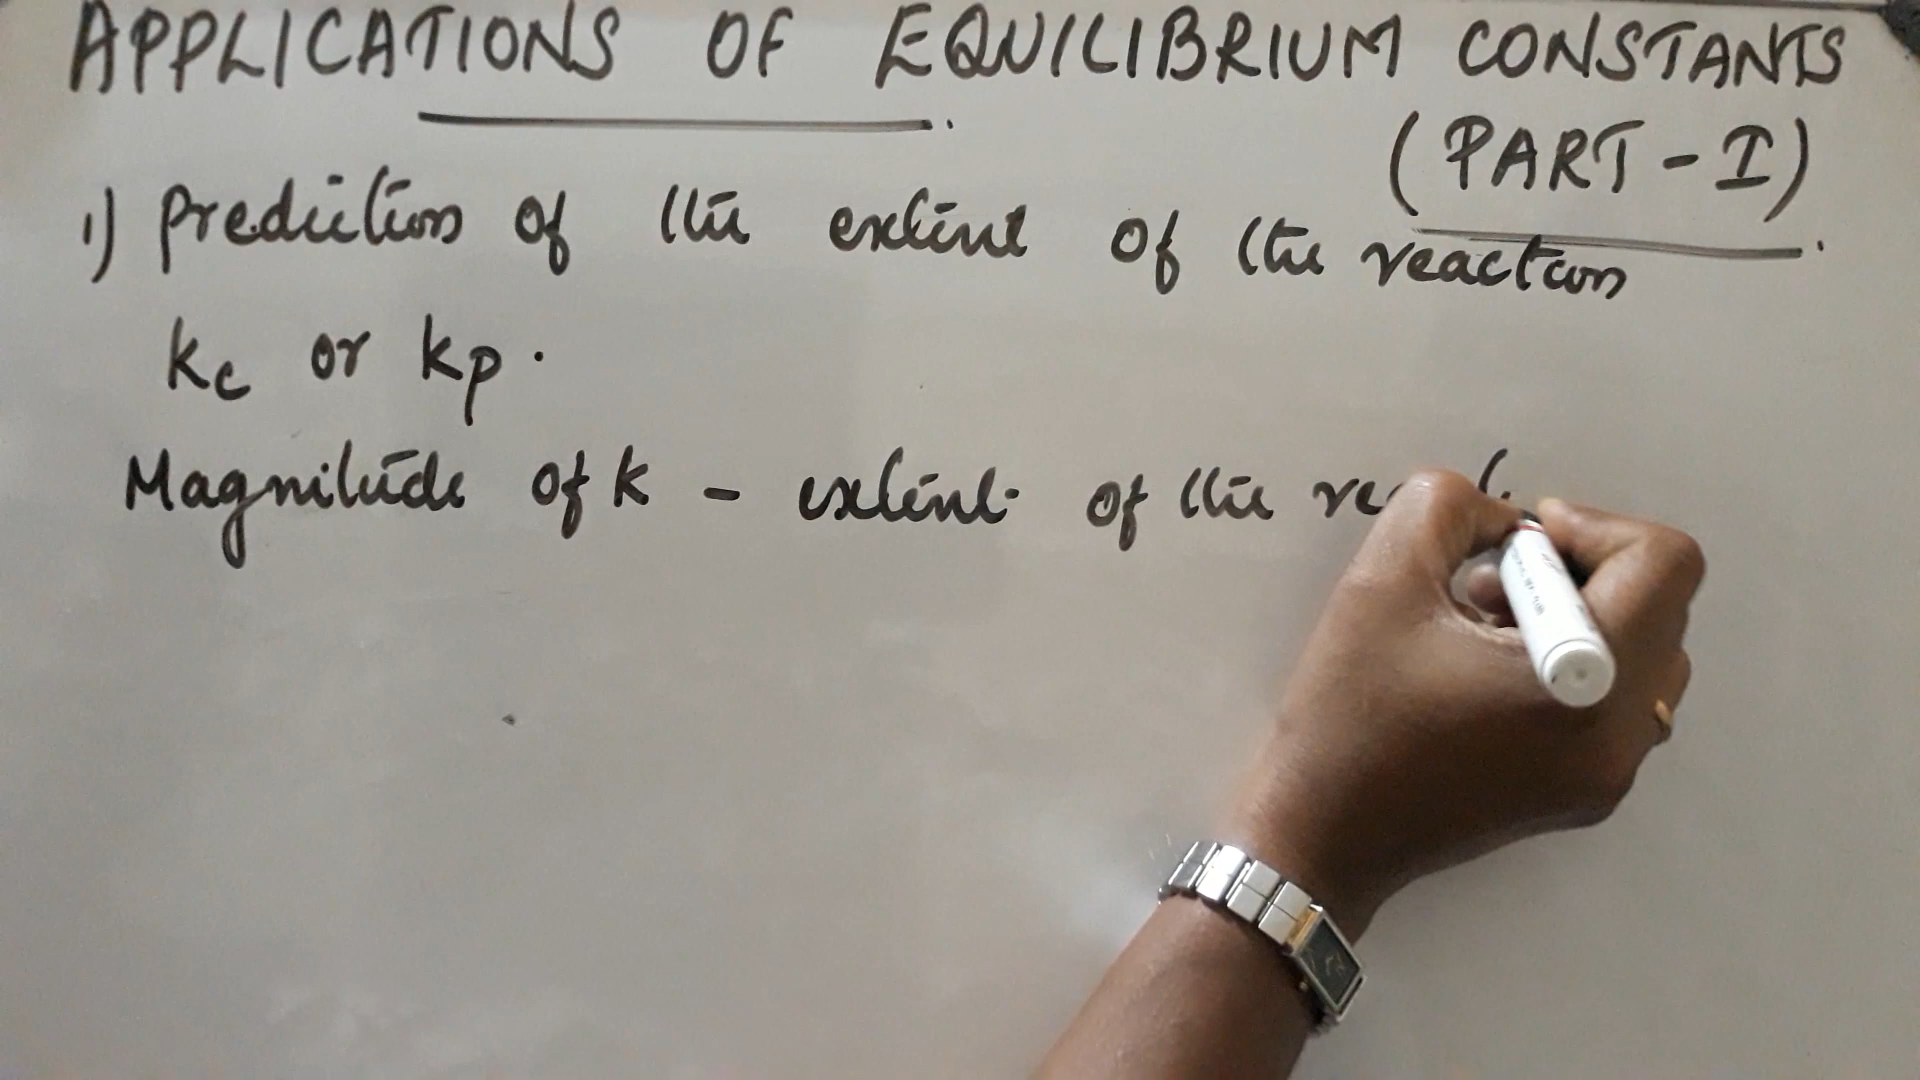 APPLICATIONS OF EQUILIBRIUM CONSTANTS
(PART-I)
1) Prediction of the extent of the reaction
Kc or Kp.
Magnitude of K - extent of the react